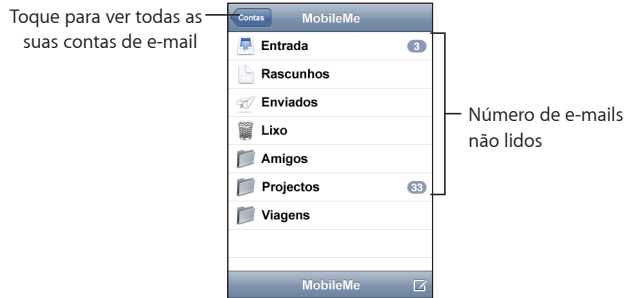 Toque para ver todas as
suas contas de e-mail
Contas
MobileMe
Entrada
3
Rascunhos
Enviados
Lixo
Amigos
Projectos
33
Viagens
MobileMe
Número de e-mails
não lidos